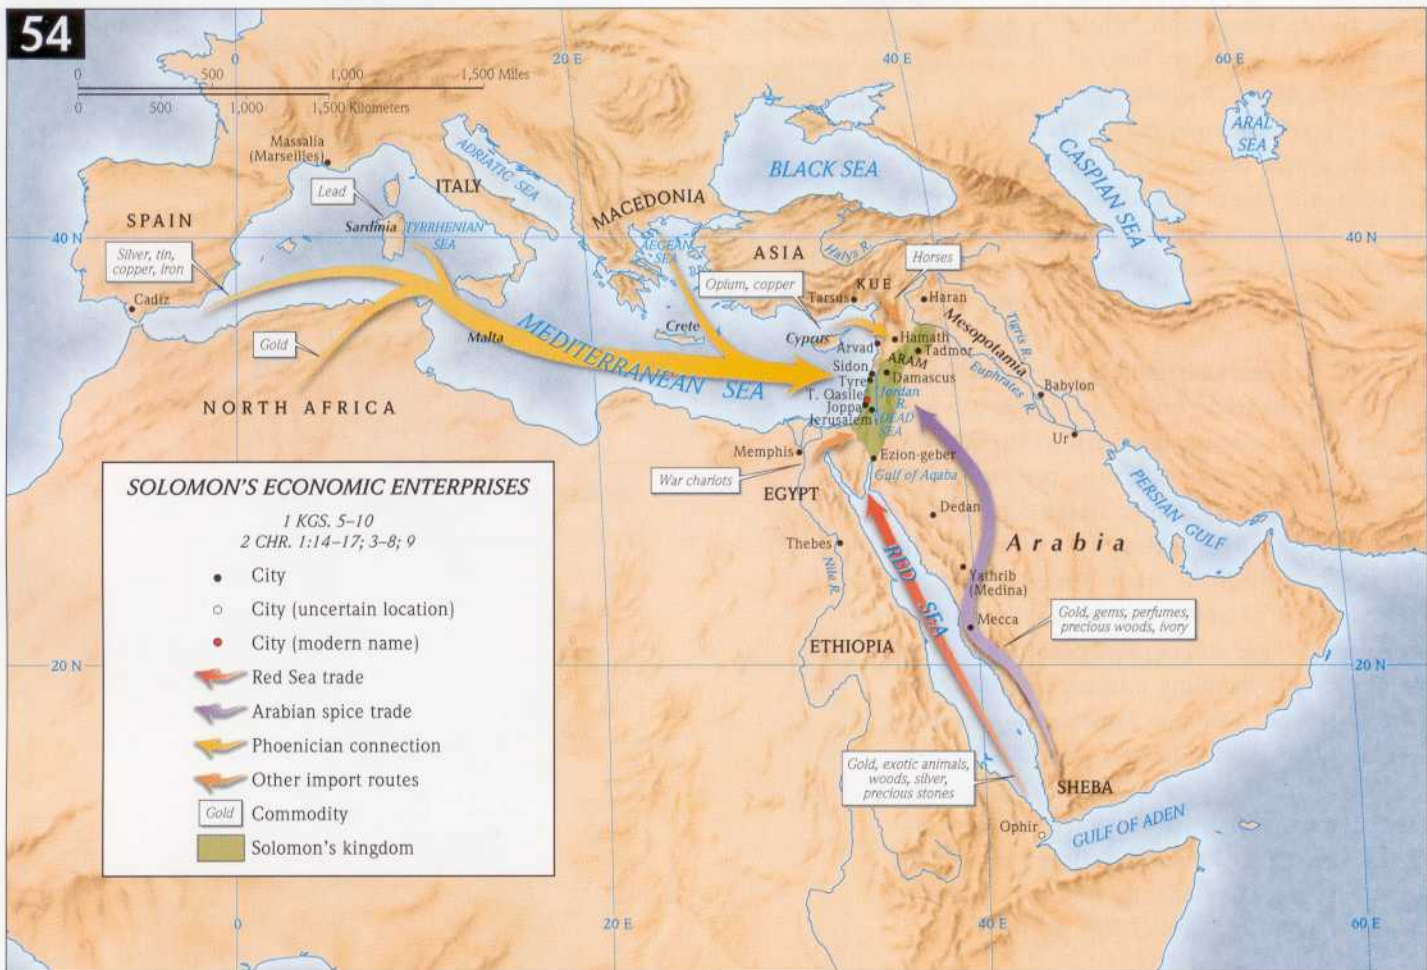 54
0
20 E
40 E
60 E
0 500 1,000 1,500 Miles
0 500 1,000 1,500 Kilometers
Massalia
(Marseilles)
ADRIATIC SEA
ITALY
Lead
Sardinia
TYRRHENIAN
SEA
SPAIN
40 N
Silver, tin,
copper, iron
Cadiz
Gold
Malta
MEDITERRANEAN SEA
NORTH AFRICA
MACEDONIA
AEGEAN
SEA
Crete
BLACK SEA
CASPIAN SEA
ARAL
SEA
40 N
ASIA
Halys R.
Horses
Opium, copper
KUE
Tarsus
Haran
Cyprus
Mesopotamia
Tigris R.
Euphrates R.
Hamath
Arvad
Tadmor
ARAM
Sidon
Damascus
Tyre
T. Qasile
Jordan
R.
Joppa
DEAD
SEA
Jerusalem
Babylon
Ur
Memphis
Ezion-geber
Gulf of Aqaba
War chariots
EGYPT
PERSIAN GULF
Dedan
Arabia
Thebes
Nile R.
RED SEA
Yathrib
(Medina)
Mecca
Gold, gems, perfumes,
precious woods, ivory
ETHIOPIA
20 N
20 N
Gold, exotic animals,
woods, silver,
precious stones
SHEBA
Ophir
GULF OF ADEN
SOLOMON'S ECONOMIC ENTERPRISES
1 KGS. 5–10
2 CHR. 1:14–17; 3–8; 9
City
City (uncertain location)
City (modern name)
Red Sea trade
Arabian spice trade
Phoenician connection
Other import routes
Gold Commodity
Solomon's kingdom
0
20 E
40 E
60 E